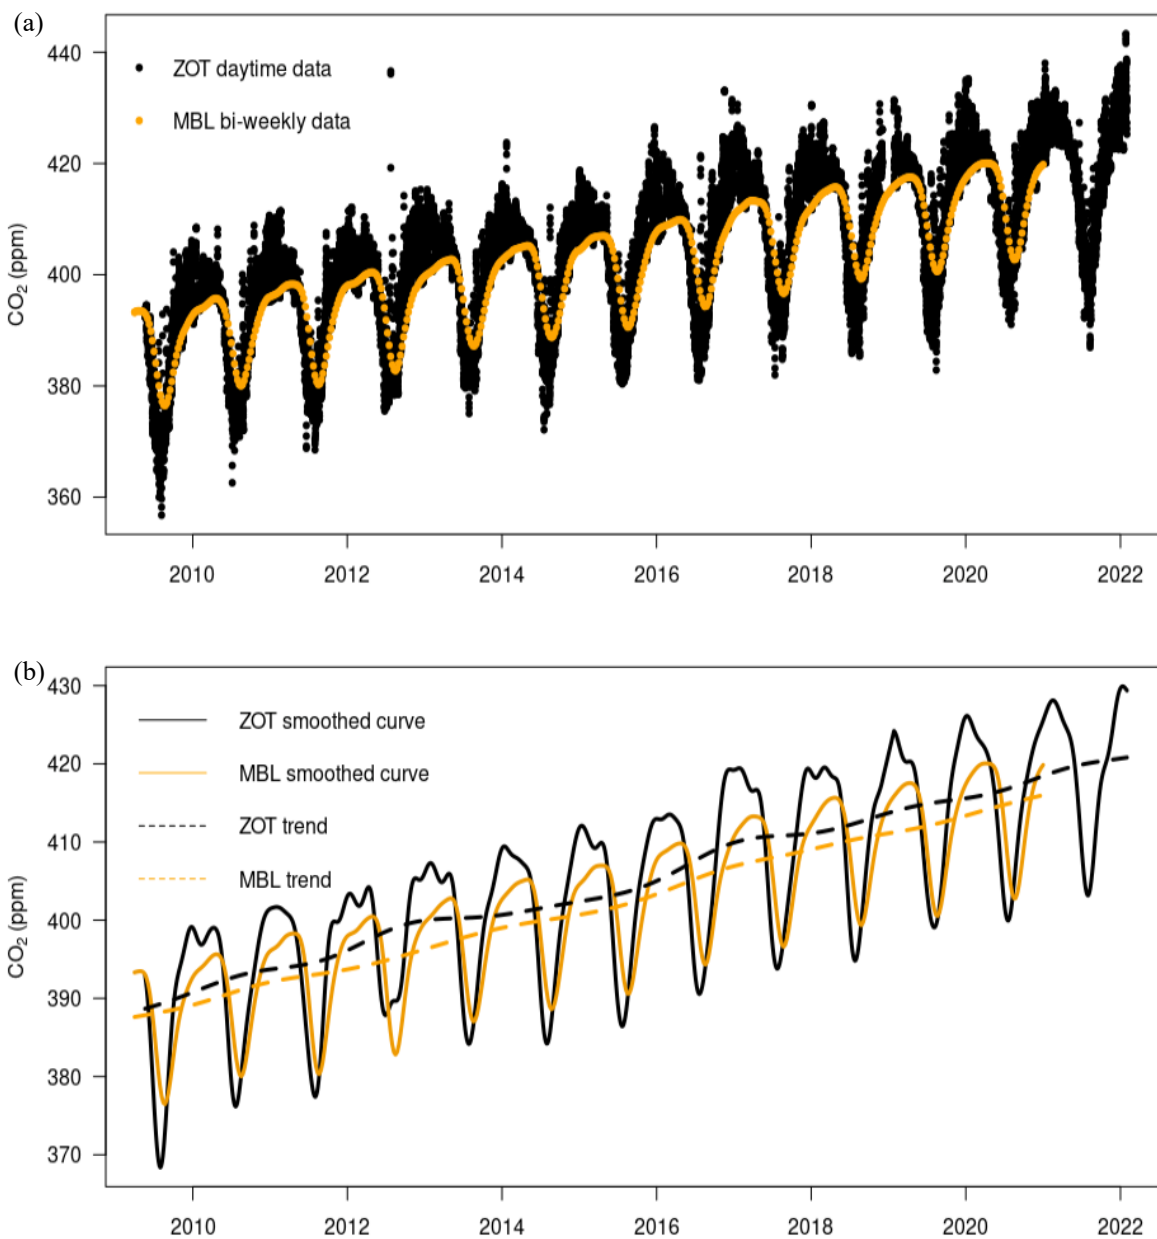 (a)
440
420
400
380
360
CO2 (ppm)
ZOT daytime data
MBL bi-weekly data
2010 2012 2014 2016 2018 2020 2022
(b)
430
420
410
400
390
380
370
CO2 (ppm)
ZOT smoothed curve
MBL smoothed curve
ZOT trend
MBL trend
2010 2012 2014 2016 2018 2020 2022